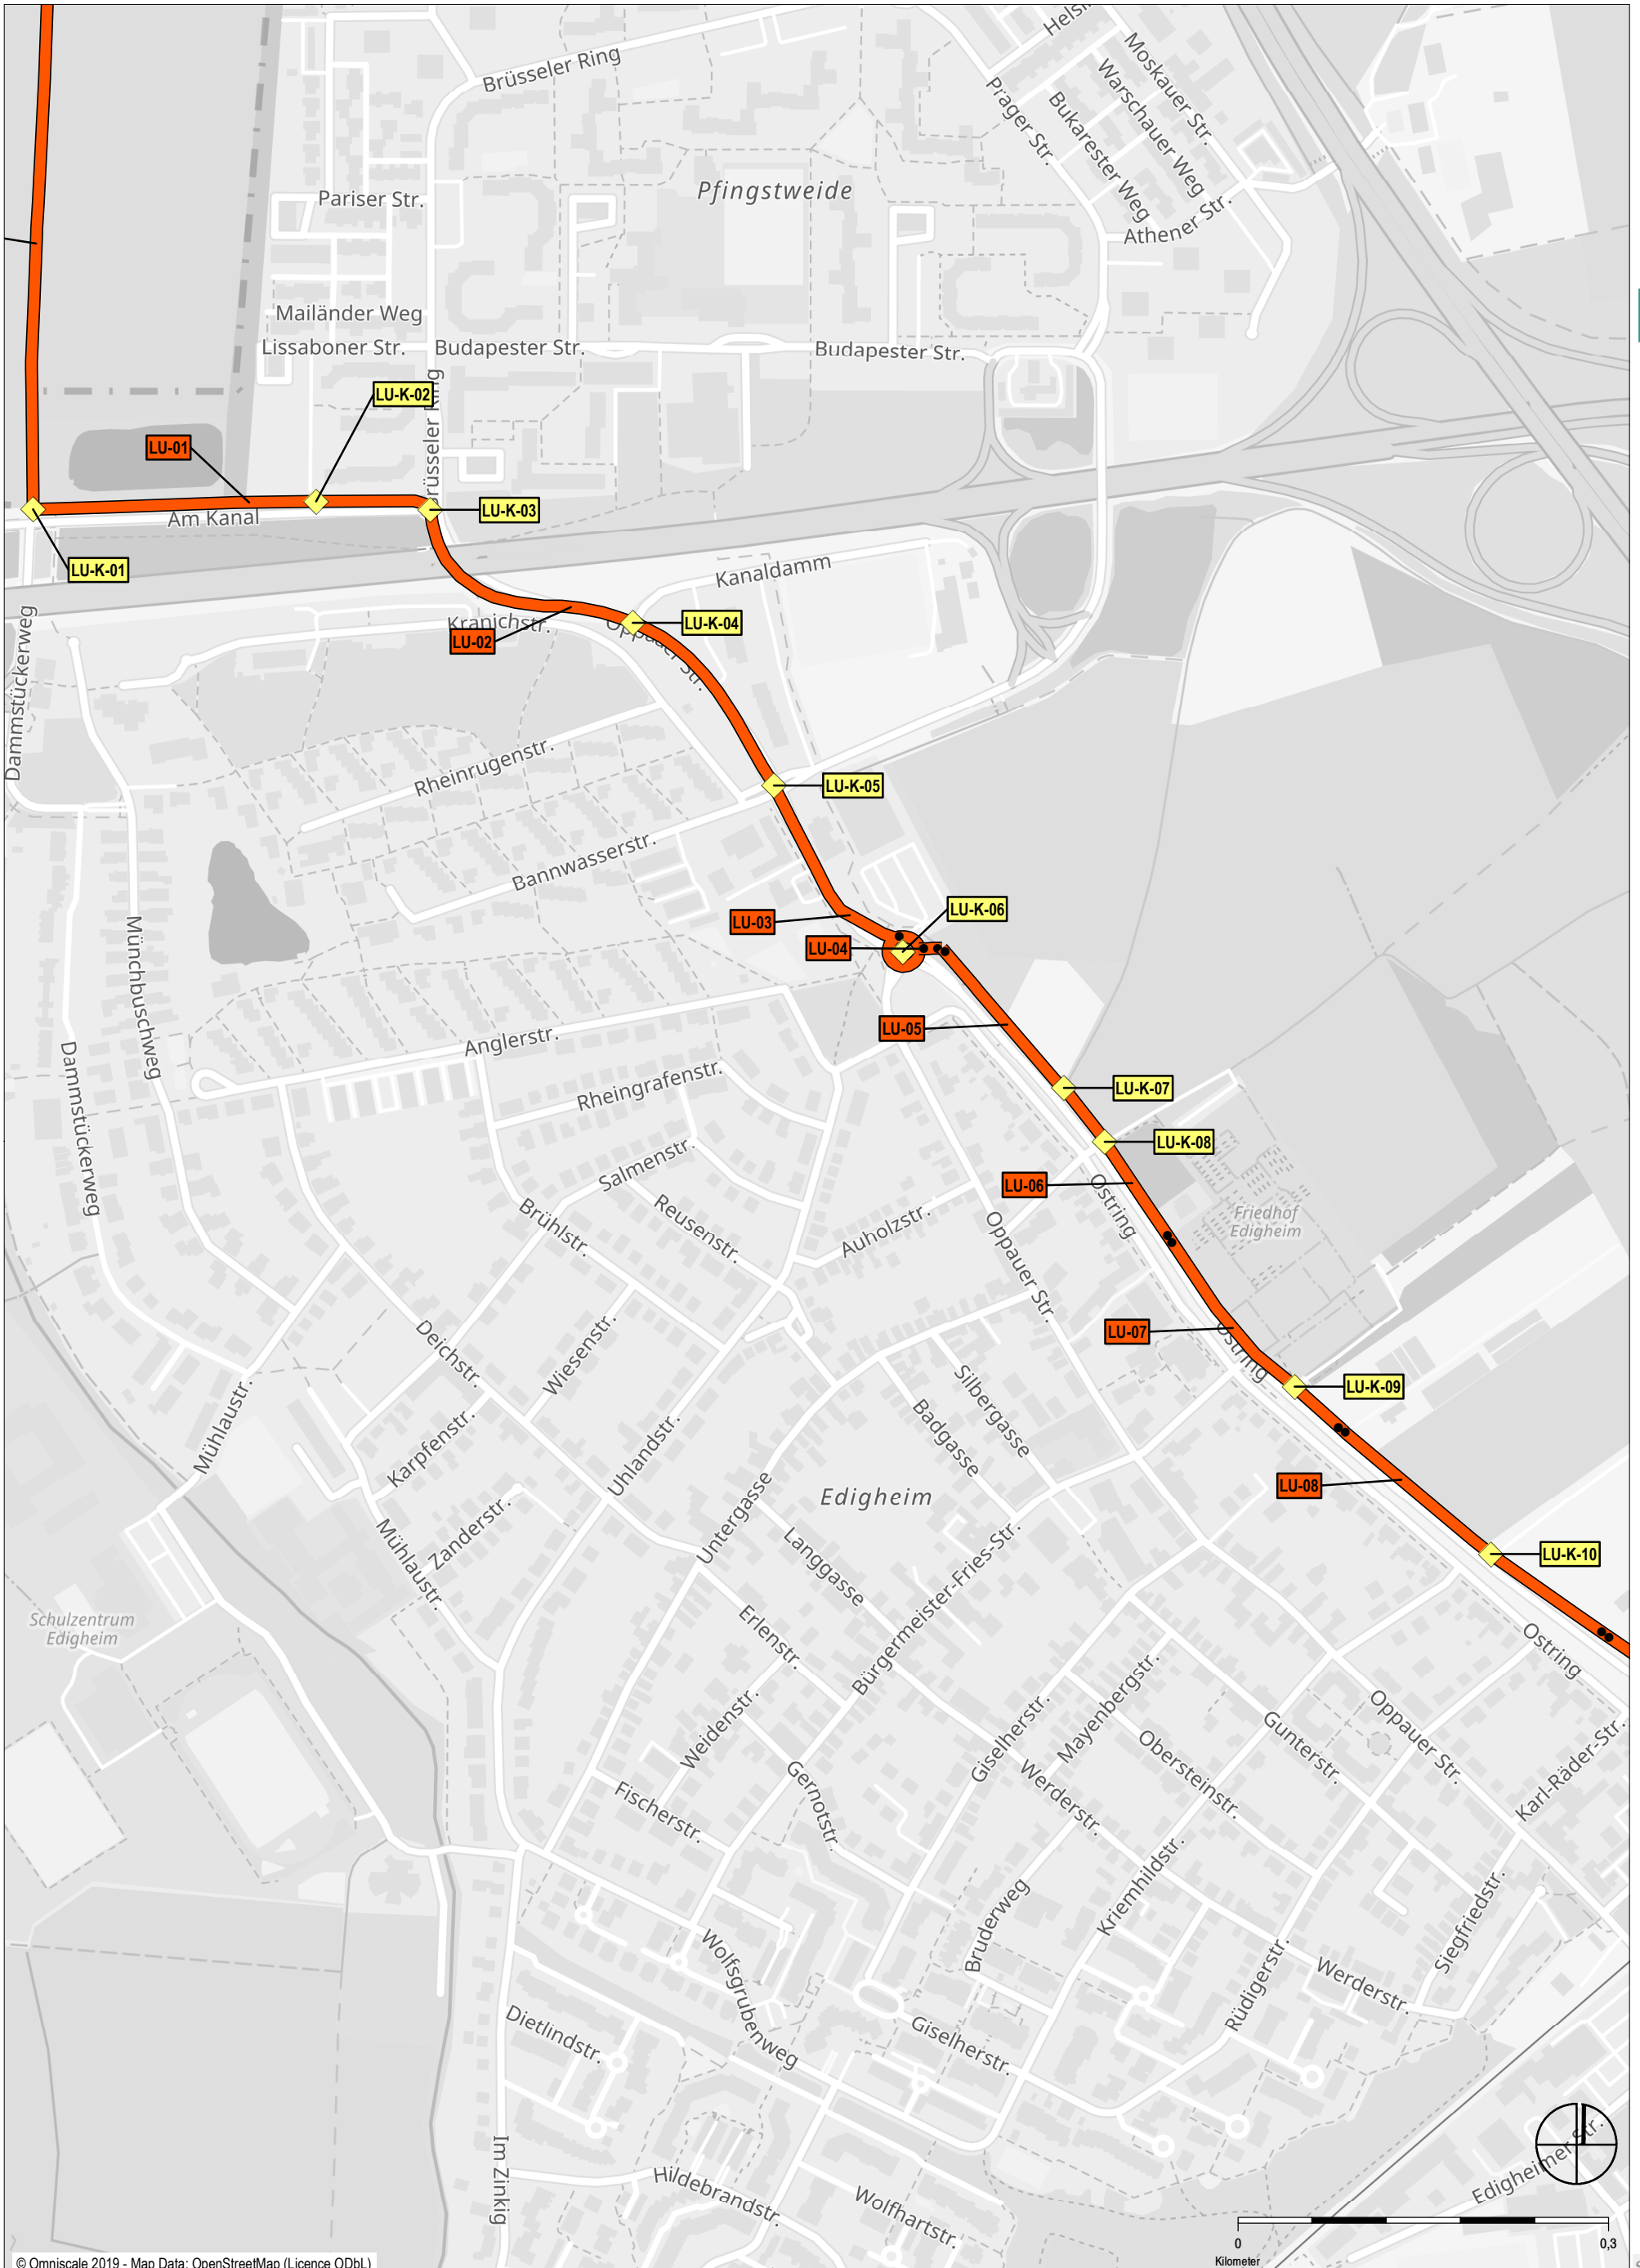 Helsi
Brüsseler Ring
Moskauer Str.
Warschauer Weg
Bukarester Weg
Prager Str.
Pfingstweide
Pariser Str.
Athener Str.
Mailänder Weg
Lissaboner Str.
Budapester Str.
Budapester Str.
LU-K-02
LU-01
rüsseler Ring
LU-K-03
Am Kanal
LU-K-01
Kanaldamm
Kranichstr.
LU-02
Oppauer Str.
LU-K-04
Dammstückerweg
Rheinrugenstr.
LU-K-05
Bannwasserstr.
LU-03
LU-K-06
LU-04
Münchbuschweg
LU-05
Anglerstr.
Dammstückerweg
Rheingrafenstr.
LU-K-07
LU-K-08
Salmenstr.
LU-06
Ostring
Reusenstr.
Brühlstr.
Auholzstr.
Oppauer Str.
Friedhof
Edigheim
LU-07
Ostring
Deichstr.
Wiesenstr.
LU-K-09
Silbergasse
Badgasse
Mühlaustr.
Karpfenstr.
Uhlandstr.
LU-08
Edigheim
Untergasse
Zanderstr.
Mühlaustr.
Langgasse
LU-K-10
Bürgermeister-Fries-Str.
Schulzentrum
Edigheim
Erlenstr.
Ostring
Mayenbergstr.
Weidenstr.
Giselherstr.
Oppauer Str.
Gunterstr.
Karl-Räder-Str.
Obersteinstr.
Gernotstr.
Werderstr.
Fischerstr.
Kriemhildstr.
Siegfriedstr.
Bruderweg
Rüdigerstr.
Werderstr.
Wolfsgrubenweg
Dietlindstr.
Giselherstr.
Im Zinkig
Hildebrandstr.
Wolfhartstr.
Edigheimer Str.
0
0,3
Kilometer
© Omniscale 2019 - Map Data: OpenStreetMap (Licence ODbL)